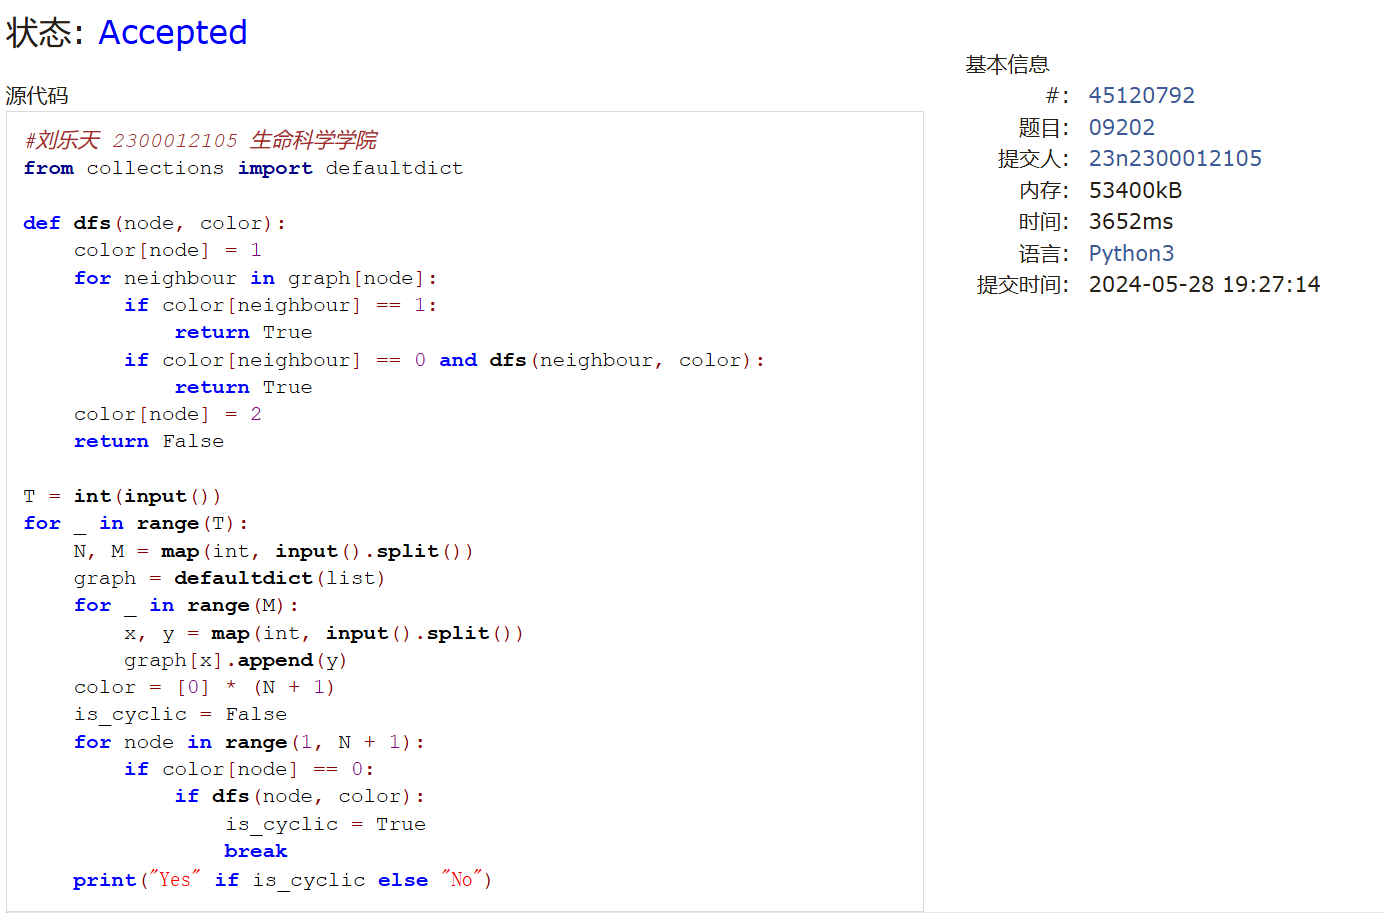 状态: Accepted
源代码
#刘乐天 2300012105 生命科学学院
from collections import defaultdict

def dfs(node, color):
    color[node] = 1
    for neighbour in graph[node]:
        if color[neighbour] == 1:
            return True
        if color[neighbour] == 0 and dfs(neighbour, color):
            return True
    color[node] = 2
    return False

T = int(input())
for _ in range(T):
    N, M = map(int, input().split())
    graph = defaultdict(list)
    for _ in range(M):
        x, y = map(int, input().split())
        graph[x].append(y)
    color = [0] * (N + 1)
    is_cyclic = False
    for node in range(1, N + 1):
        if color[node] == 0:
            if dfs(node, color):
                is_cyclic = True
                break
    print("Yes" if is_cyclic else "No")
基本信息
#: 45120792
题目: 09202
提交人: 23n2300012105
内存: 53400kB
时间: 3652ms
语言: Python3
提交时间: 2024-05-28 19:27:14